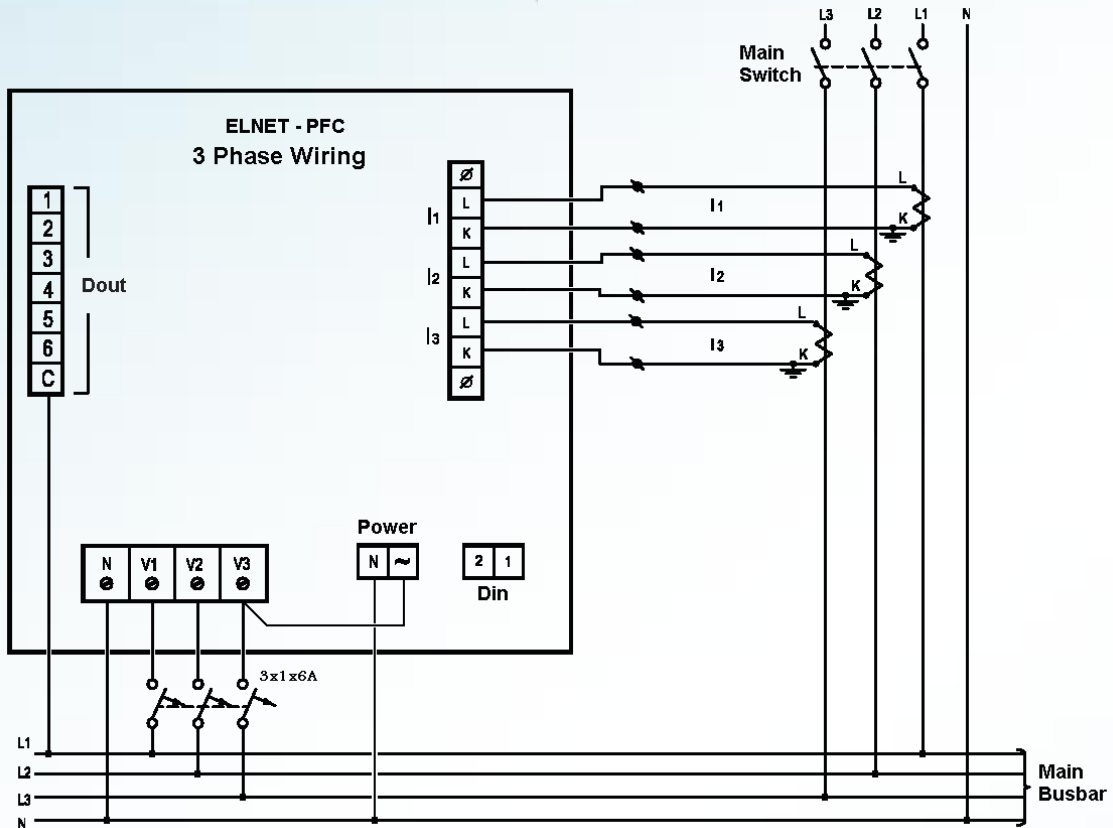 L3 L2 L1 N
Main
Switch
ELNET - PFC
3 Phase Wiring
1
2
3
4
5
6
C
Dout
Ø
I1 L
K
I2 L
K
I3 L
K
Ø
L
I1
K
L
I2
K
L
I3
K
Power
N ~
2 1
Din
N V1 V2 V3
3x1x6A
L1
L2
L3
N
Main
Busbar